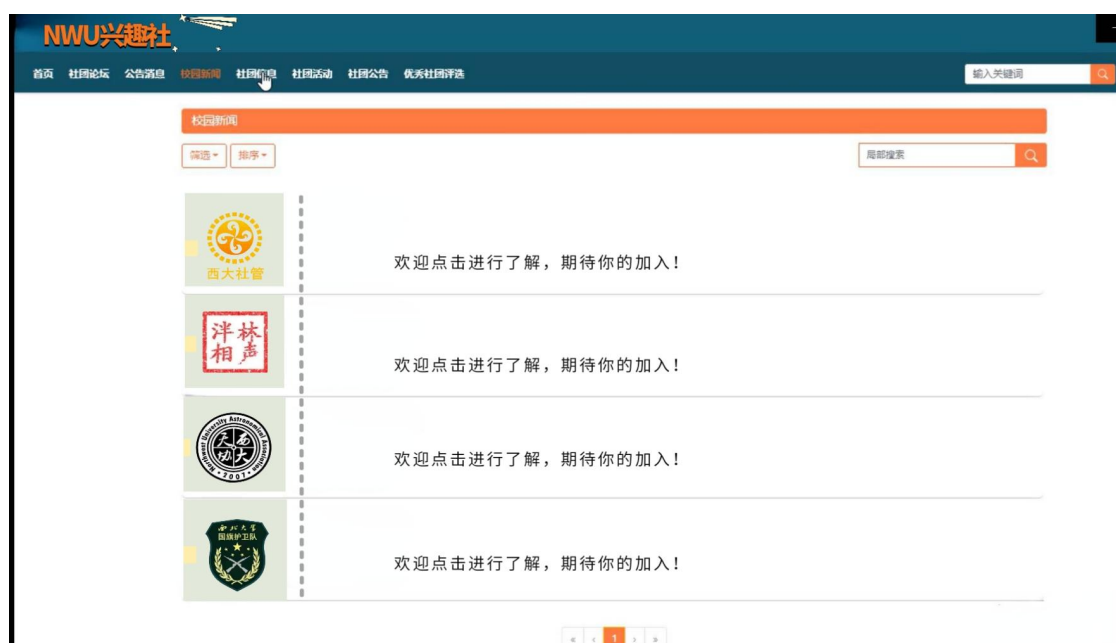 NWU兴趣社
首页 社团论坛 公告消息 校园新闻 社团信息 社团活动 社团公告 优秀社团评选 输入关键词
校园新闻
筛选 排序 局部搜索
西大社管
欢迎点击进行了解，期待你的加入！
泮林
相声
欢迎点击进行了解，期待你的加入！
Northwest University Astronomical Association
天西
协大
2007
欢迎点击进行了解，期待你的加入！
西北大学
国旗护卫队
欢迎点击进行了解，期待你的加入！
« ‹ 1 › »